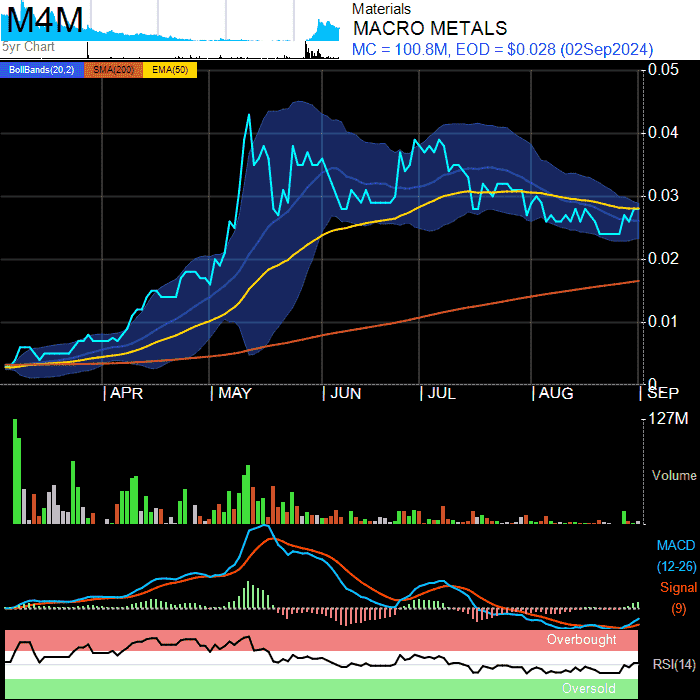 M4M
5yr Chart
Materials
MACRO METALS
MC = 100.8M, EOD = $0.028 (02Sep2024)
BollBands(20,2) SMA(200) EMA(50)
0.05
0.04
0.03
0.02
0.01
0
APR MAY JUN JUL AUG SEP
127M
Volume
MACD
(12-26)
Signal
(9)
Overbought
RSI(14)
Oversold